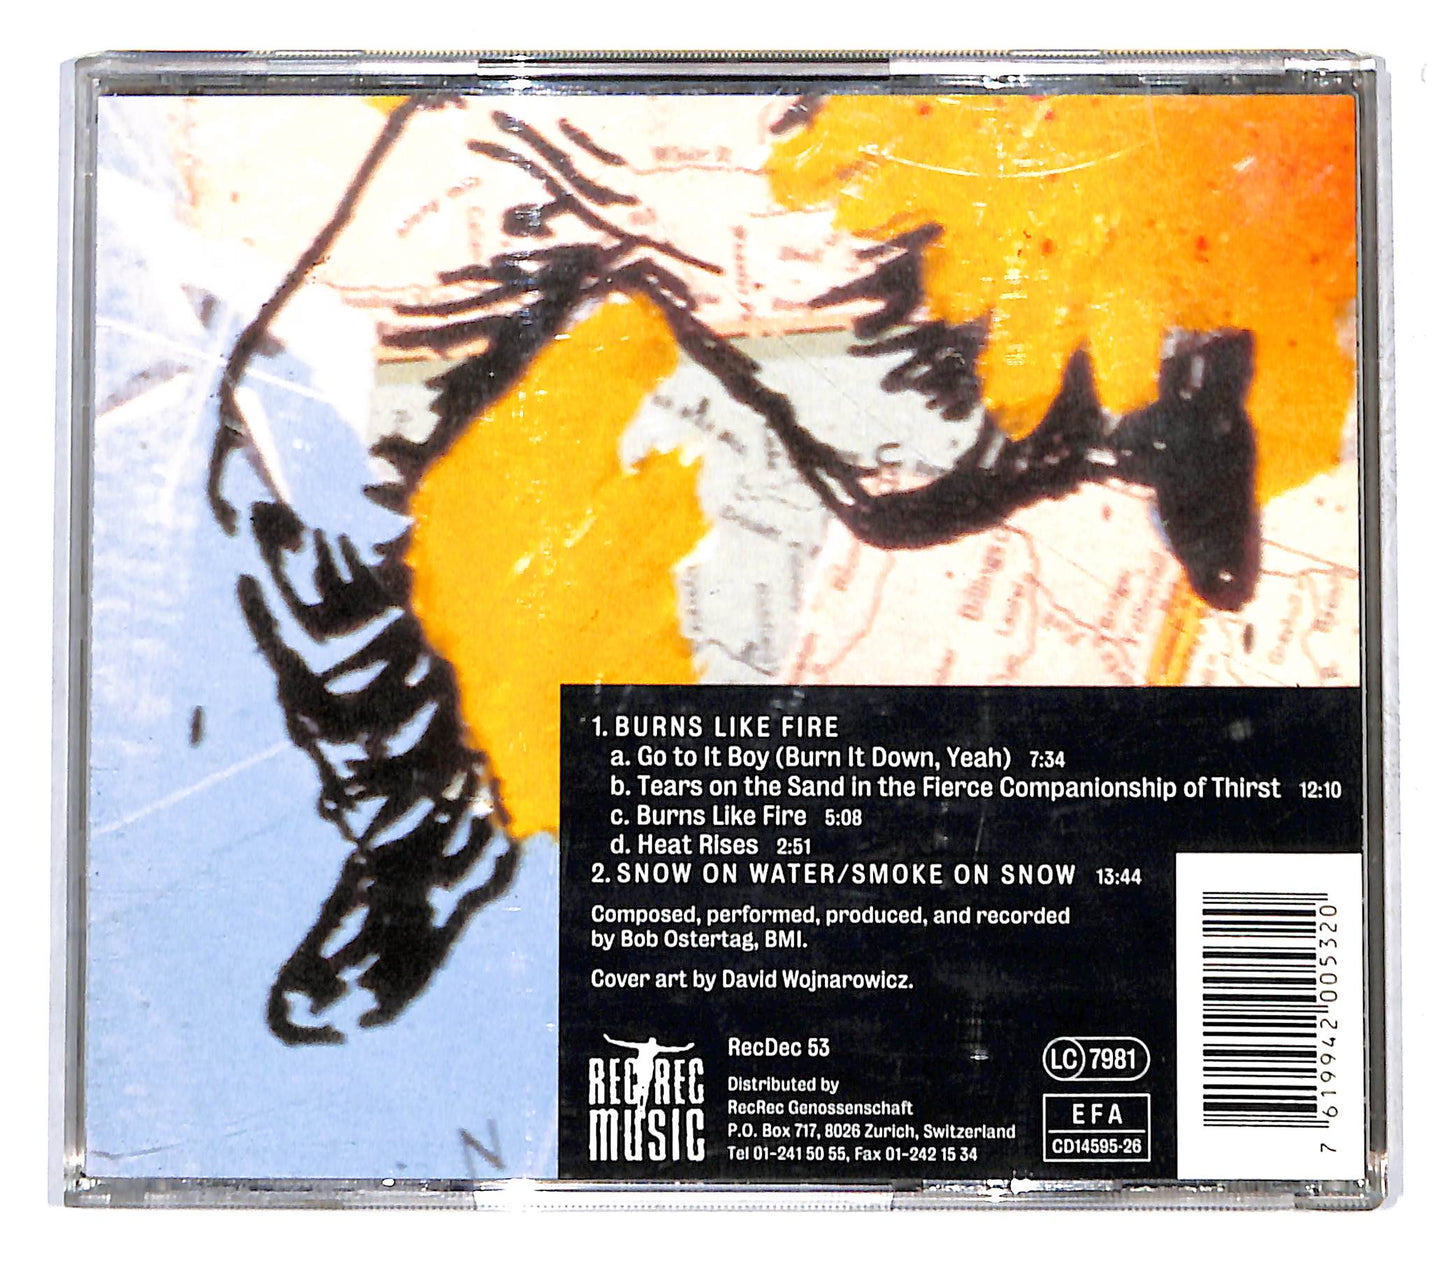 1. BURNS LIKE FIRE
a. Go to It Boy (Burn It Down, Yeah) 7:34
b. Tears on the Sand in the Fierce Companionship of Thirst 12:10
c. Burns Like Fire 5:08
d. Heat Rises 2:51
2. SNOW ON WATER/SMOKE ON SNOW 13:44
Composed, performed, produced, and recorded
by Bob Ostertag, BMI.
Cover art by David Wojnarowicz.
REC REC
MUSIC
RecDec 53
Distributed by
RecRec Genossenschaft
P.O. Box 717, 8026 Zurich, Switzerland
Tel 01-241 50 55, Fax 01-242 15 34
LC 7981
EFA
CD14595-26
7 619942 005320